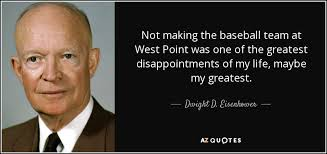 Not making the baseball team at
West Point was one of the greatest
disappointments of my life, maybe
my greatest.
Dwight D. Eisenhower
AZ QUOTES